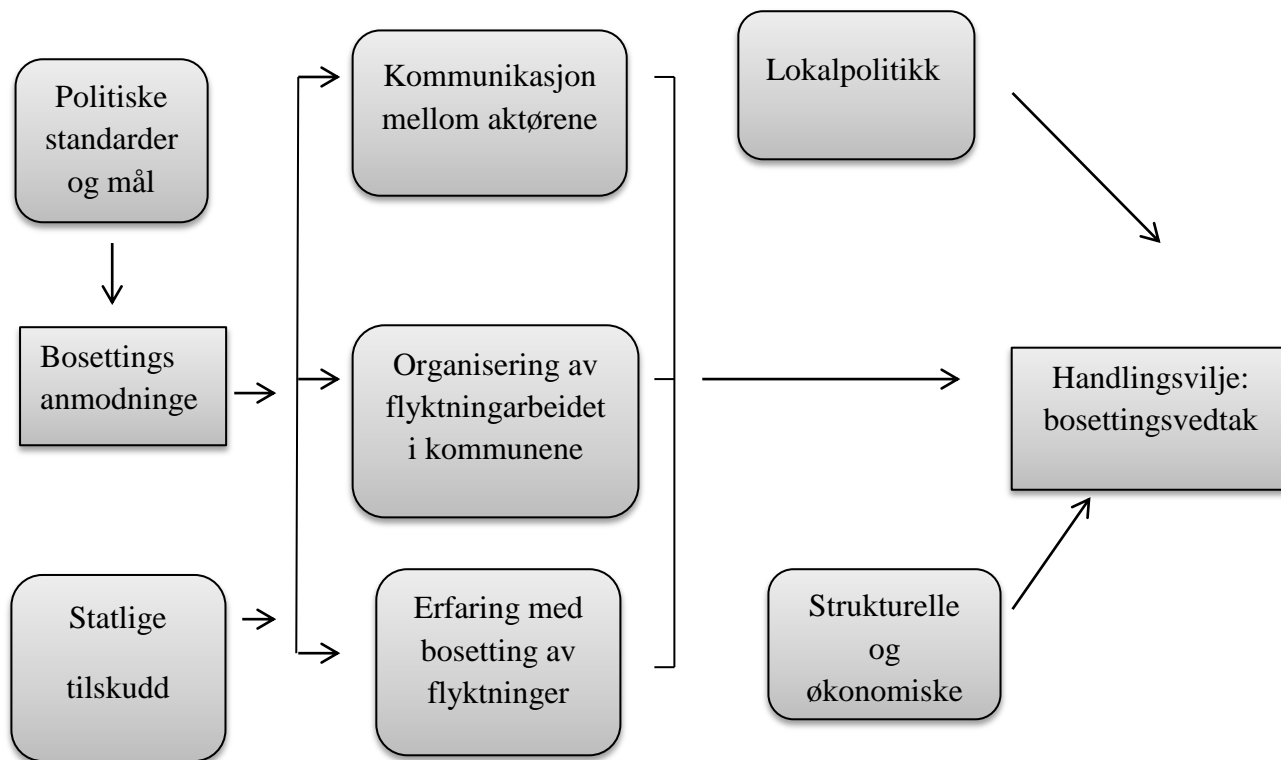 Politiske
standarder
og mål
Bosettings
anmodninge
Statlige
tilskudd
Kommunikasjon
mellom aktørene
Organisering av
flyktningarbeidet
i kommunene
Erfaring med
bosetting av
flyktninger
Lokalpolitikk
Strukturelle
og
økonomiske
Handlingsvilje:
bosettingsvedtak